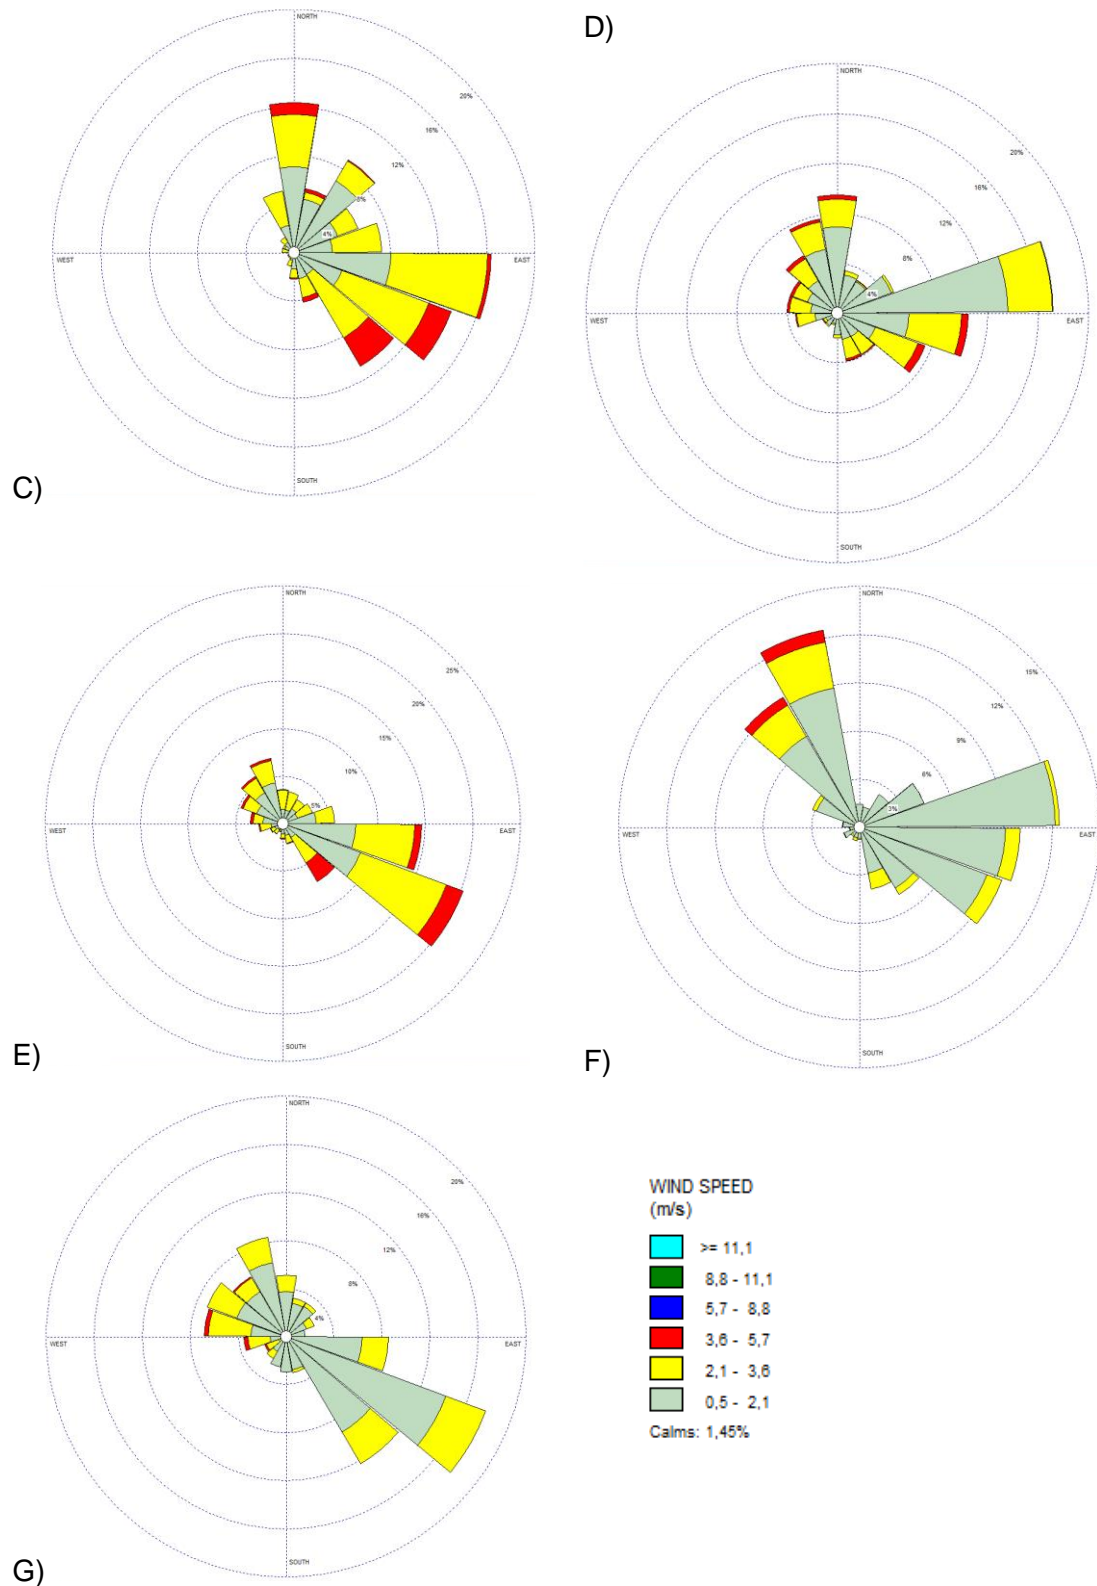 D)
NORTH
20%
16%
12%
8%
4%
WEST
EAST
SOUTH
C)
NORTH
20%
16%
12%
8%
4%
WEST
EAST
SOUTH
NORTH
25%
20%
15%
10%
5%
WEST
EAST
SOUTH
E)
NORTH
15%
12%
9%
6%
3%
WEST
EAST
SOUTH
F)
NORTH
20%
16%
12%
8%
4%
WEST
EAST
SOUTH
G)
WIND SPEED
(m/s)
>= 11,1
8,8 - 11,1
5,7 - 8,8
3,6 - 5,7
2,1 - 3,6
0,5 - 2,1
Calms: 1,45%